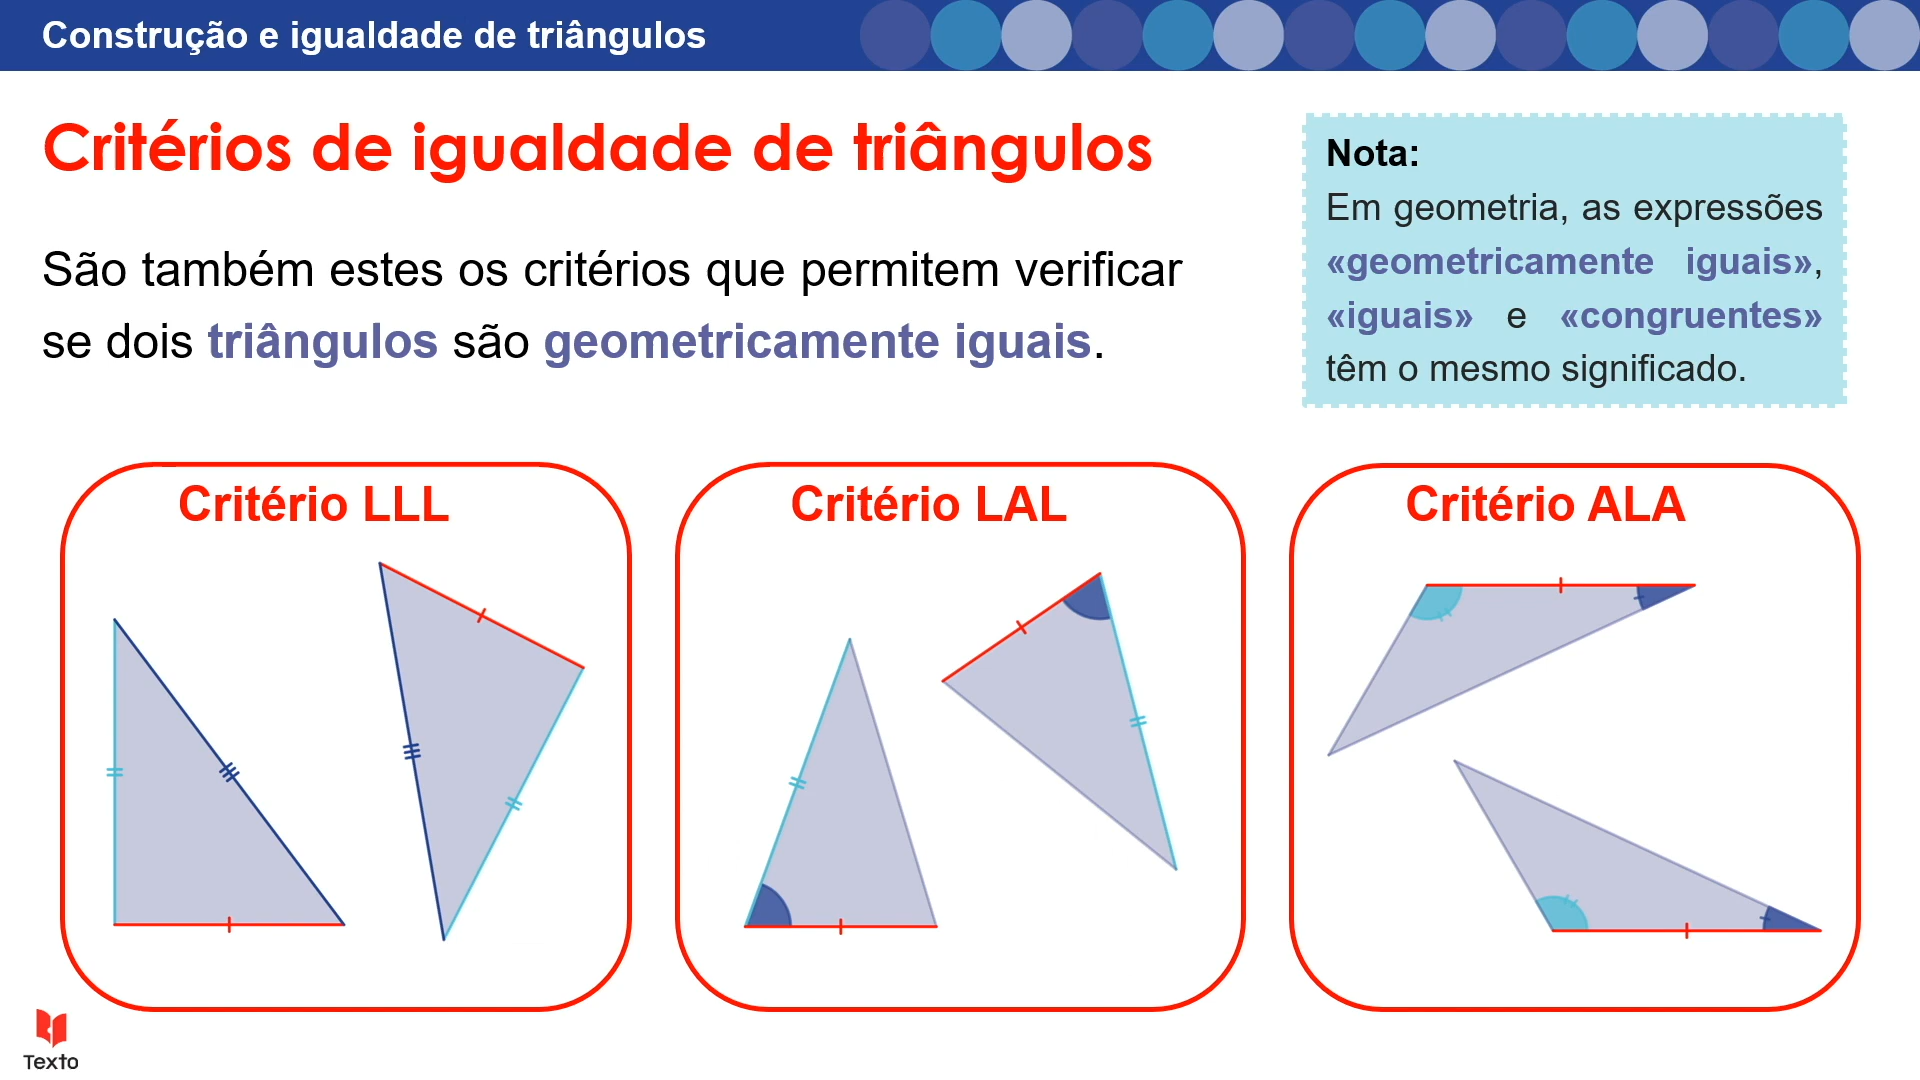 Construção e igualdade de triângulos
Critérios de igualdade de triângulos
São também estes os critérios que permitem verificar
se dois triângulos são geometricamente iguais.
Nota:
Em geometria, as expressões
«geometricamente iguais»,
«iguais» e «congruentes»
têm o mesmo significado.
Critério LLL
Critério LAL
Critério ALA
Texto